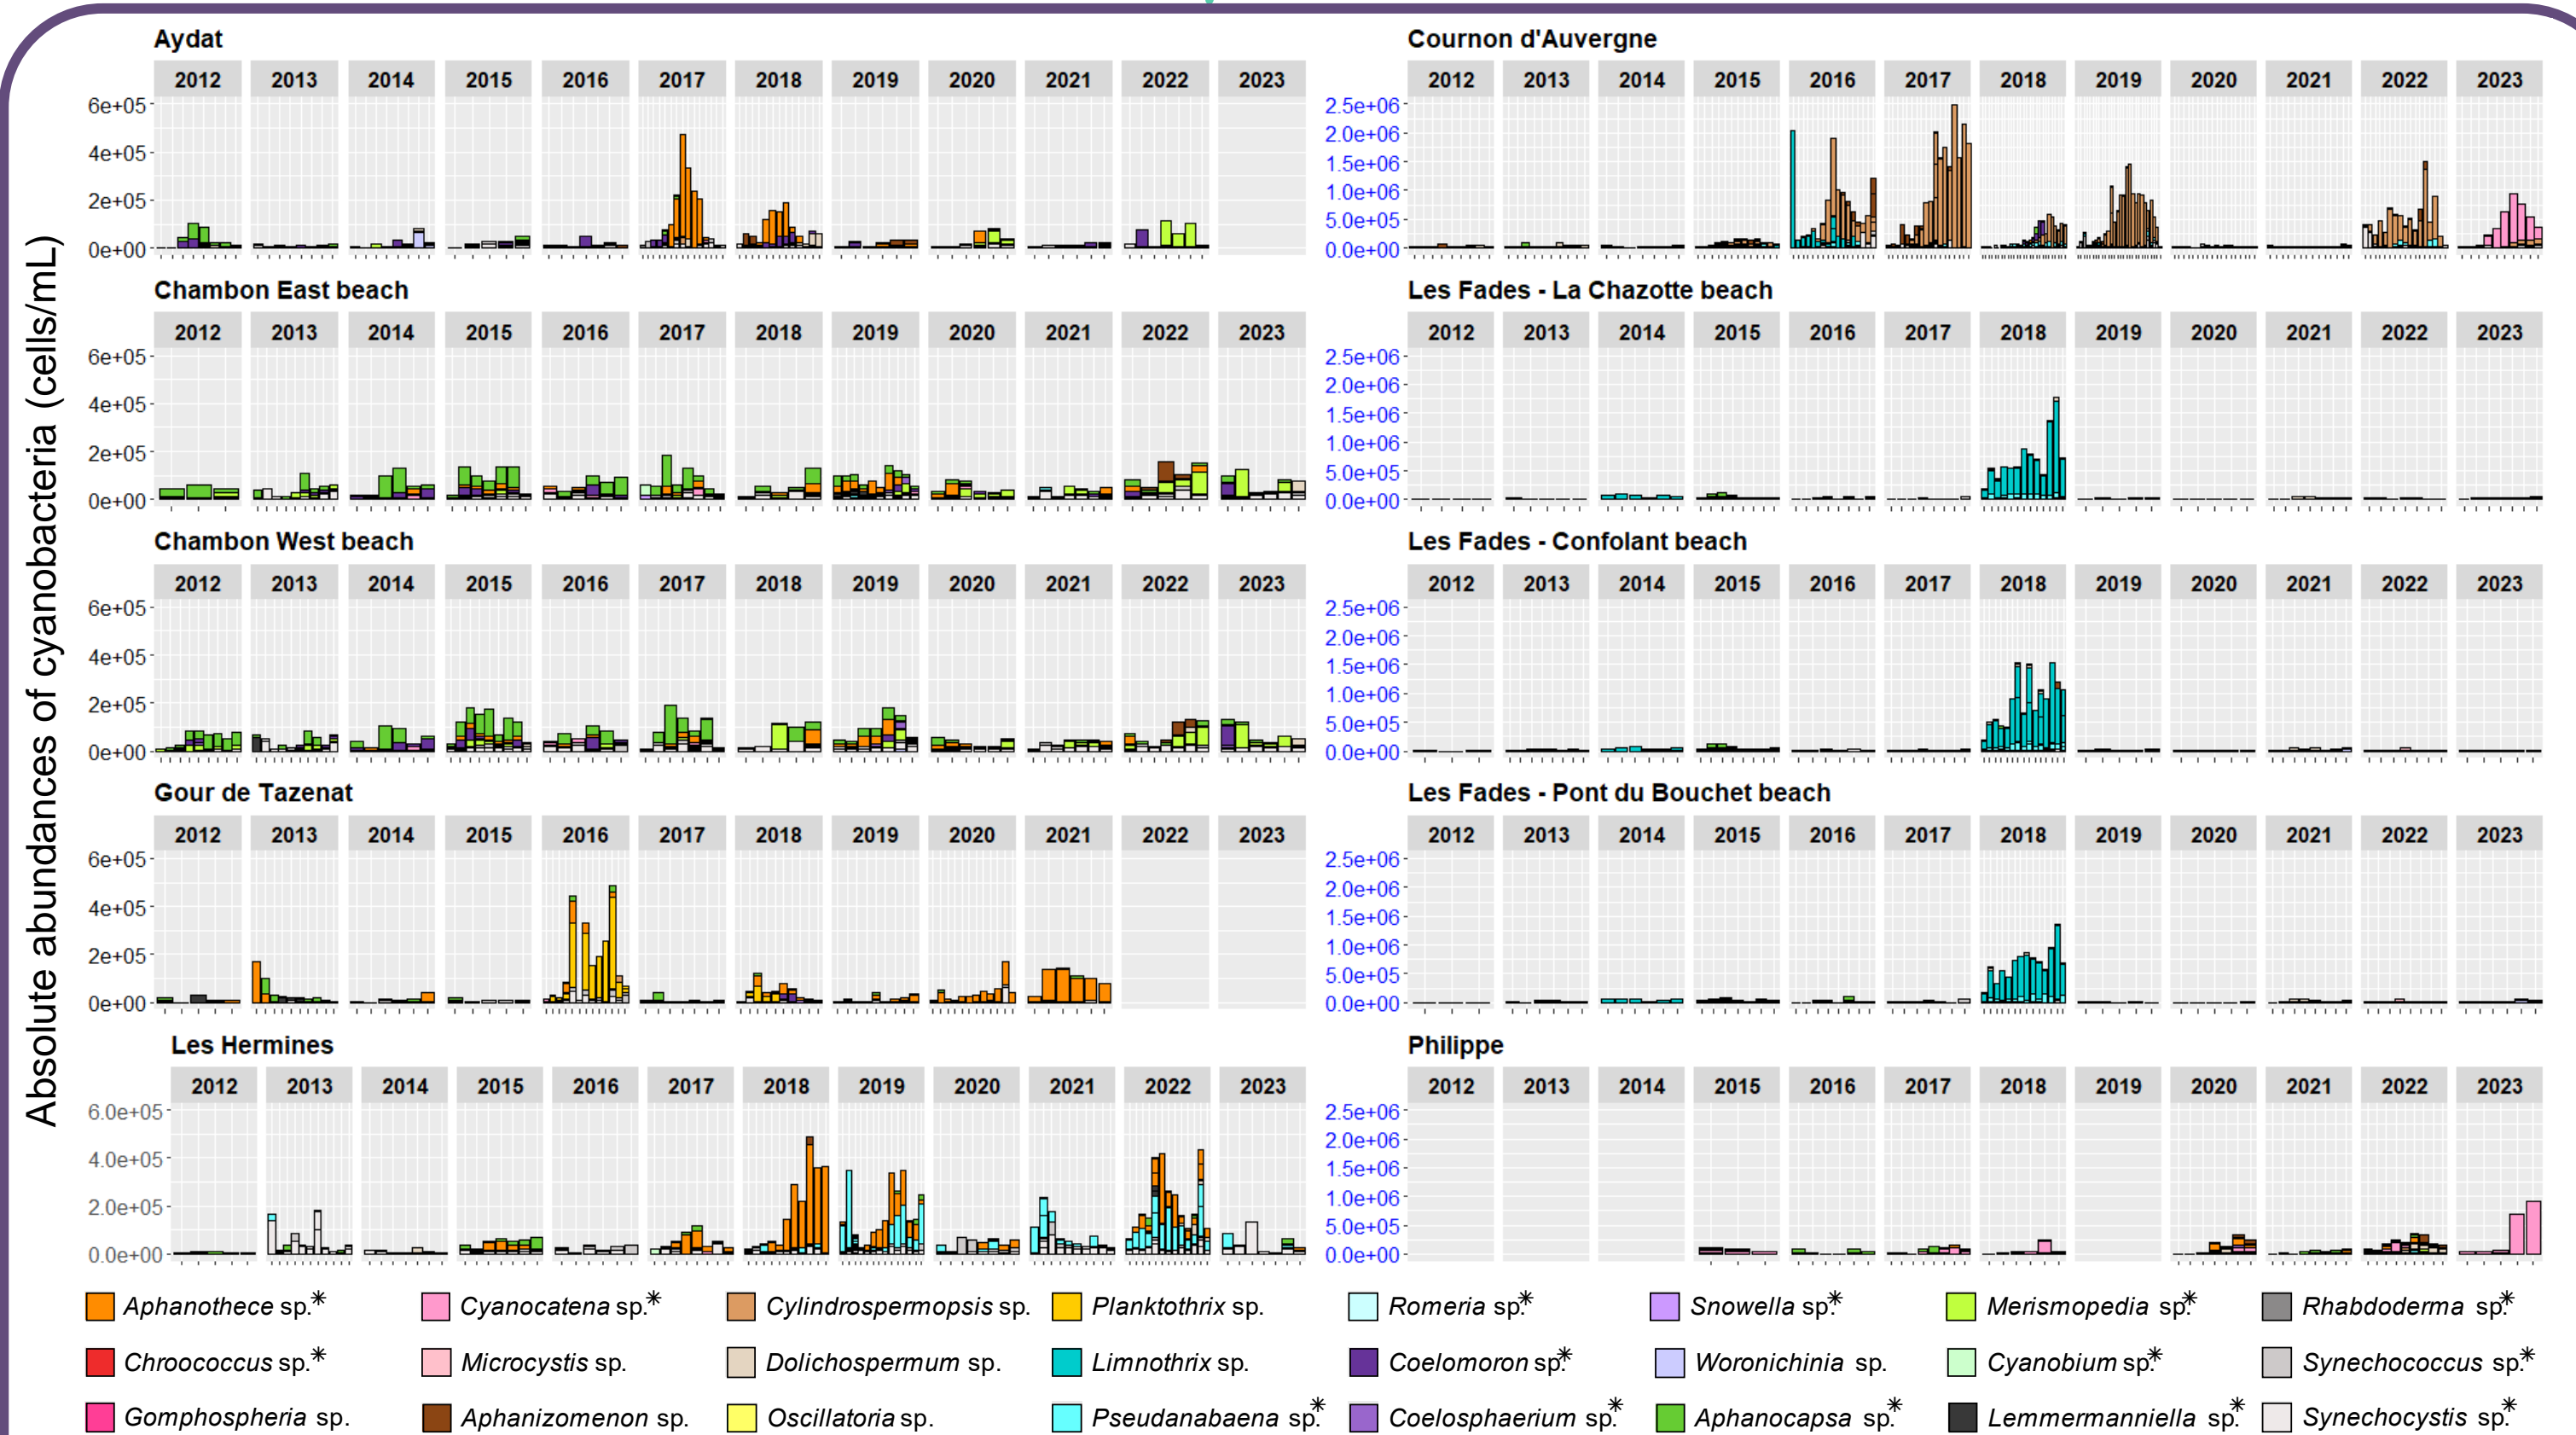 Absolute abundances of cyanobacteria (cells/mL)
Aydat
2012 2013 2014 2015 2016 2017 2018 2019 2020 2021 2022 2023
6e+05
4e+05
2e+05
0e+00
Cournon d'Auvergne
2012 2013 2014 2015 2016 2017 2018 2019 2020 2021 2022 2023
2.5e+06
2.0e+06
1.5e+06
1.0e+06
5.0e+05
0.0e+00
Chambon East beach
2012 2013 2014 2015 2016 2017 2018 2019 2020 2021 2022 2023
6e+05
4e+05
2e+05
0e+00
Les Fades - La Chazotte beach
2012 2013 2014 2015 2016 2017 2018 2019 2020 2021 2022 2023
2.5e+06
2.0e+06
1.5e+06
1.0e+06
5.0e+05
0.0e+00
Chambon West beach
2012 2013 2014 2015 2016 2017 2018 2019 2020 2021 2022 2023
6e+05
4e+05
2e+05
0e+00
Les Fades - Confolant beach
2012 2013 2014 2015 2016 2017 2018 2019 2020 2021 2022 2023
2.5e+06
2.0e+06
1.5e+06
1.0e+06
5.0e+05
0.0e+00
Gour de Tazenat
2012 2013 2014 2015 2016 2017 2018 2019 2020 2021 2022 2023
6e+05
4e+05
2e+05
0e+00
Les Fades - Pont du Bouchet beach
2012 2013 2014 2015 2016 2017 2018 2019 2020 2021 2022 2023
2.5e+06
2.0e+06
1.5e+06
1.0e+06
5.0e+05
0.0e+00
Les Hermines
2012 2013 2014 2015 2016 2017 2018 2019 2020 2021 2022 2023
6.0e+05
4.0e+05
2.0e+05
0.0e+00
Philippe
2012 2013 2014 2015 2016 2017 2018 2019 2020 2021 2022 2023
2.5e+06
2.0e+06
1.5e+06
1.0e+06
5.0e+05
0.0e+00
Aphanothece sp.* Cyanocatena sp.* Cylindrospermopsis sp. Planktothrix sp. Romeria sp.* Snowella sp.* Merismopedia sp.* Rhabdoderma sp.*
Chroococcus sp.* Microcystis sp. Dolichospermum sp. Limnothrix sp. Coelomoron sp.* Woronichinia sp. Cyanobium sp.* Synechococcus sp.*
Gomphospheria sp. Aphanizomenon sp. Oscillatoria sp. Pseudanabaena sp.* Coelosphaerium sp.* Aphanocapsa sp.* Lemmermanniella sp.* Synechocystis sp.*